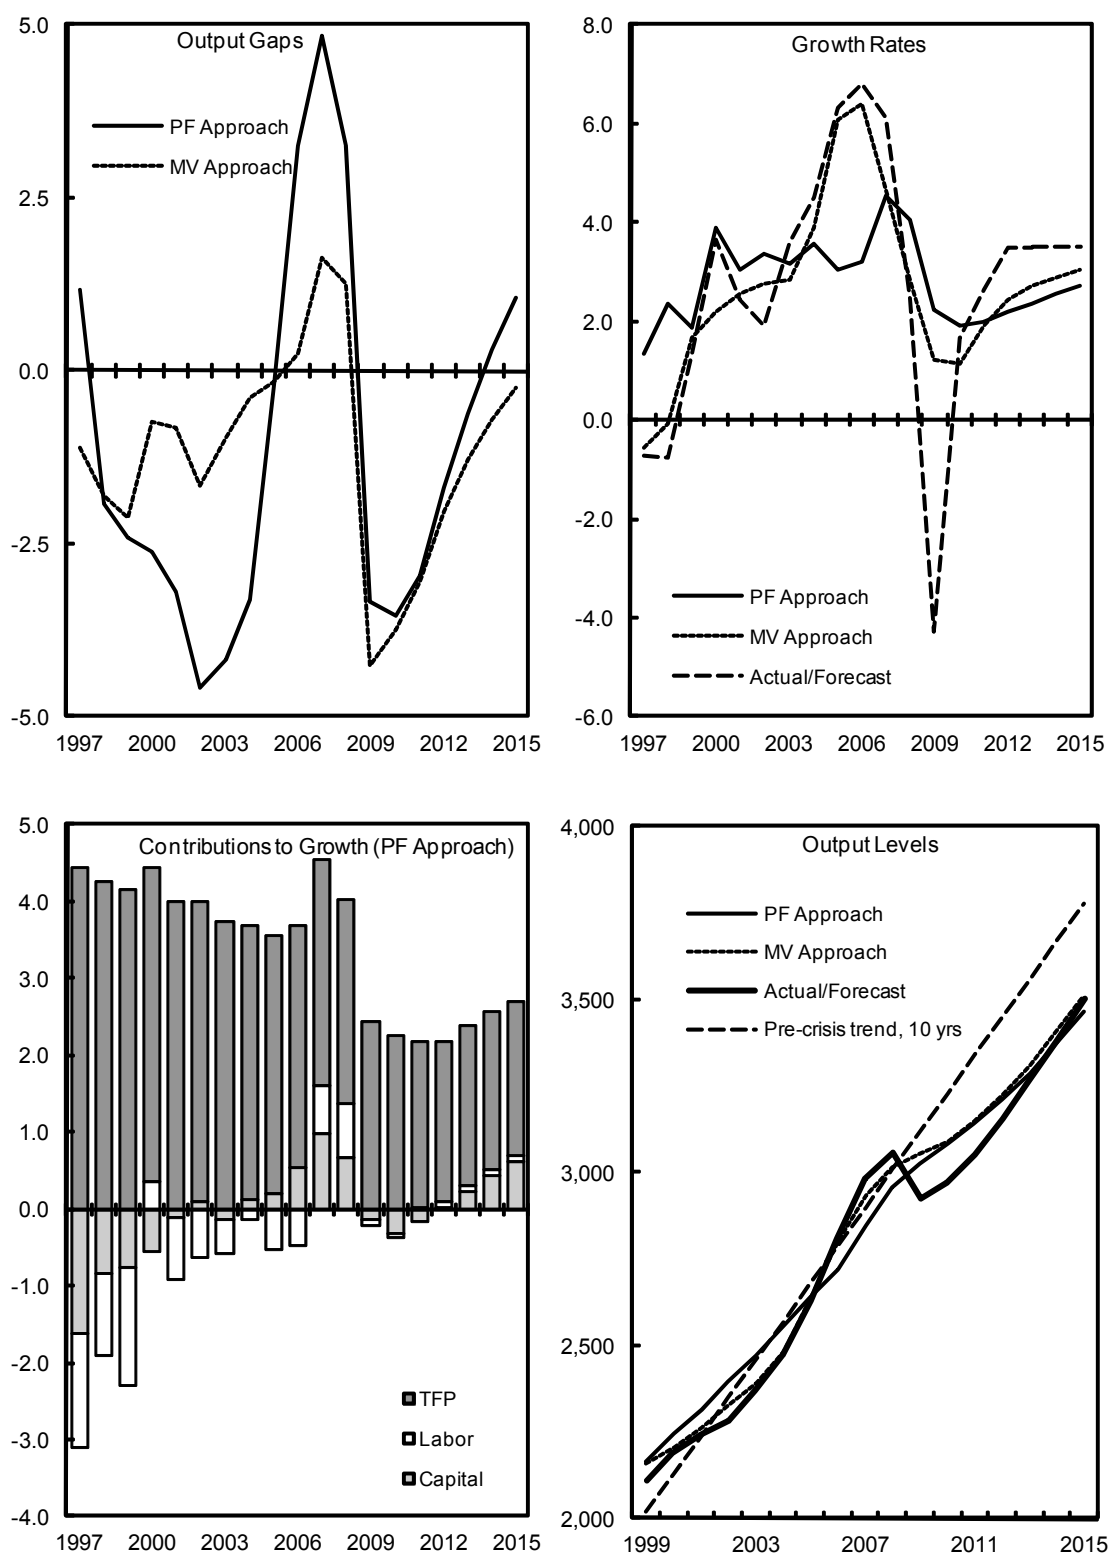 Output Gaps
5.0
2.5
0.0
-2.5
-5.0
PF Approach
MV Approach
1997 2000 2003 2006 2009 2012 2015
Growth Rates
8.0
6.0
4.0
2.0
0.0
-2.0
-4.0
-6.0
PF Approach
MV Approach
Actual/Forecast
1997 2000 2003 2006 2009 2012 2015
Contributions to Growth (PF Approach)
5.0
4.0
3.0
2.0
1.0
0.0
-1.0
-2.0
-3.0
-4.0
TFP
Labor
Capital
1997 2000 2003 2006 2009 2012 2015
Output Levels
4,000
3,500
3,000
2,500
2,000
PF Approach
MV Approach
Actual/Forecast
Pre-crisis trend, 10 yrs
1999 2003 2007 2011 2015